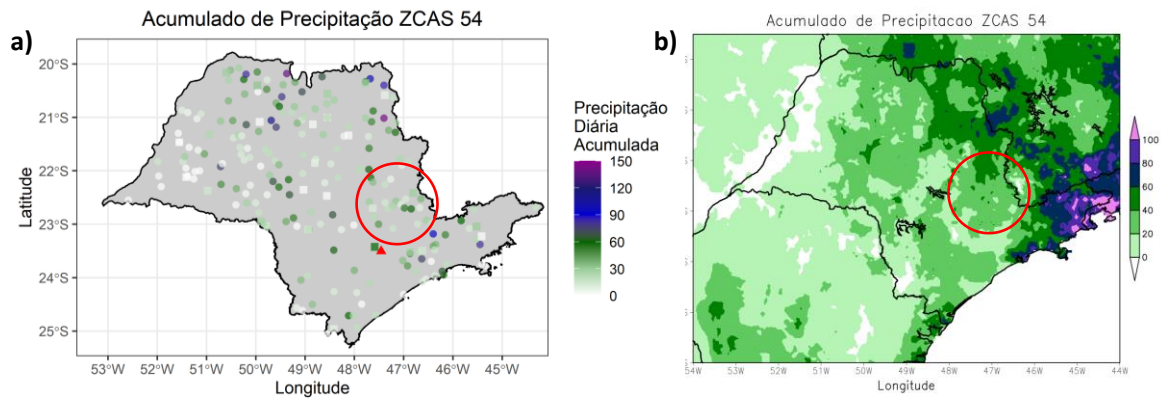 a)
Acumulado de Precipitação ZCAS 54
20°S
21°S
22°S
23°S
24°S
25°S
Latitude
53°W 52°W 51°W 50°W 49°W 48°W 47°W 46°W 45°W
Longitude
Precipitação
Diária
Acumulada
150
120
90
60
30
0
b)
Acumulado de Precipitacao ZCAS 54
54W 53W 52W 51W 50W 49W 48W 47W 46W 45W 44W
Longitude
100
80
60
40
20
10
0